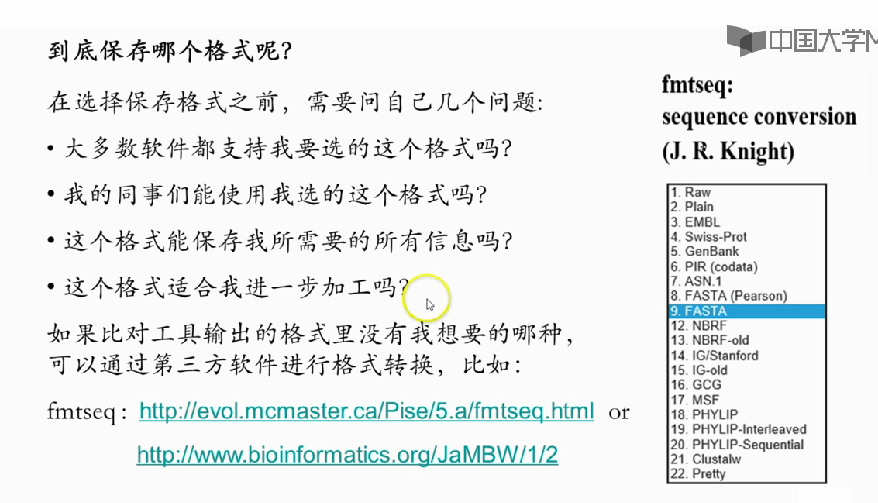 到底保存哪个格式呢?
在选择保存格式之前，需要问自己几个问题:
• 大多数软件都支持我要选的这个格式吗?
• 我的同事们能使用我选的这个格式吗?
• 这个格式能保存我所需要的所有信息吗?
• 这个格式适合我进一步加工吗?
如果比对工具输出的格式里没有我想要的哪种，
可以通过第三方软件进行格式转换，比如：
fmtseq： http://evol.mcmaster.ca/Pise/5.a/fmtseq.html or
http://www.bioinformatics.org/JaMBW/1/2
中国大学M
fmtseq:
sequence conversion
(J. R. Knight)
1. Raw
2. Plain
3. EMBL
4. Swiss-Prot
5. GenBank
6. PIR (codata)
7. ASN.1
8. FASTA (Pearson)
9. FASTA
12. NBRF
13. NBRF-old
14. IG/Stanford
15. IG-old
16. GCG
17. MSF
18. PHYLIP
19. PHYLIP-Interleaved
20. PHYLIP-Sequential
21. Clustalw
22. Pretty